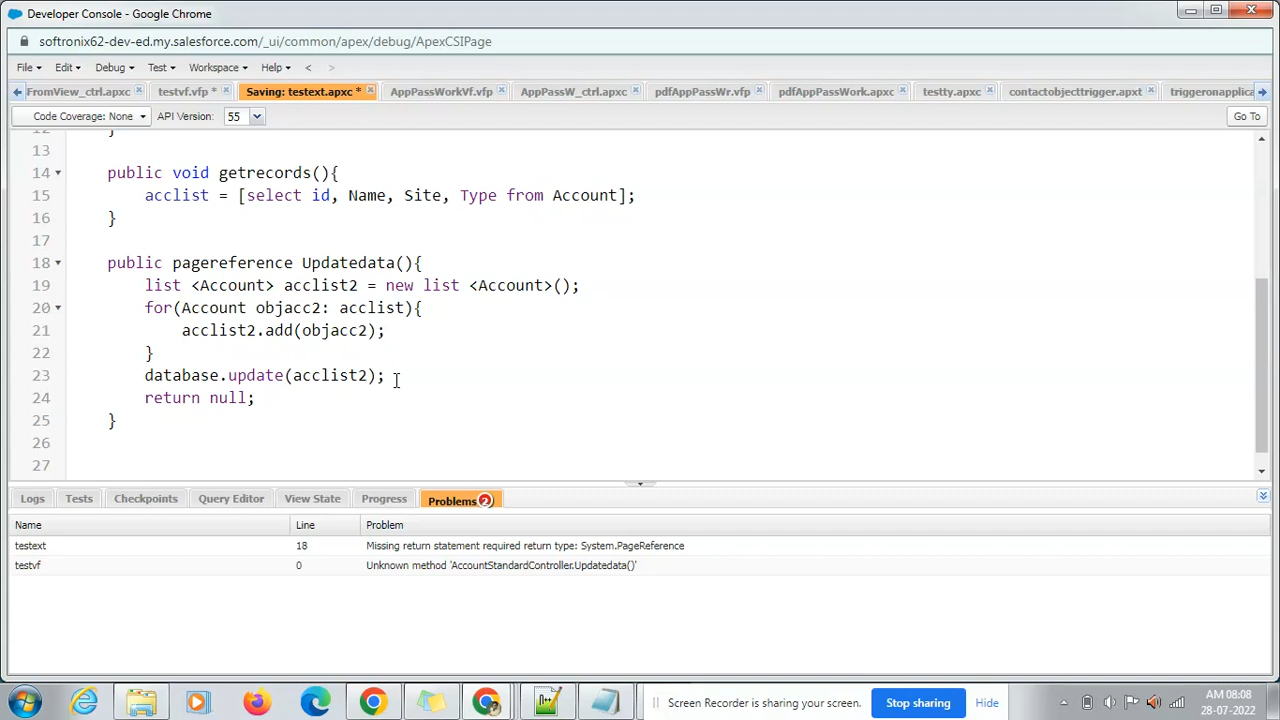 Developer Console - Google Chrome
softronix62-dev-ed.my.salesforce.com/_ui/common/apex/debug/ApexCSIPage
File Edit Debug Test Workspace Help < >
FromView_ctrl.apxc testvf.vfp * Saving: testext.apxc * AppPassWorkVf.vfp AppPassW_ctrl.apxc pdfAppPassWr.vfp pdfAppPassWork.apxc testty.apxc contactobjecttrigger.apxt triggeronapplica
Code Coverage: None API Version: 55 Go To
12 }
13
14 public void getrecords(){
15 acclist = [select id, Name, Site, Type from Account];
16 }
17
18 public pagereference Updatedata(){
19 list <Account> acclist2 = new list <Account>();
20 for(Account objacc2: acclist){
21 acclist2.add(objacc2);
22 }
23 database.update(acclist2);
24 return null;
25 }
26
27
Logs Tests Checkpoints Query Editor View State Progress Problems 2
Name Line Problem
testext 18 Missing return statement required return type: System.PageReference
testvf 0 Unknown method 'AccountStandardController.Updatedata()'
Screen Recorder is sharing your screen. Stop sharing Hide
AM 08:08
28-07-2022